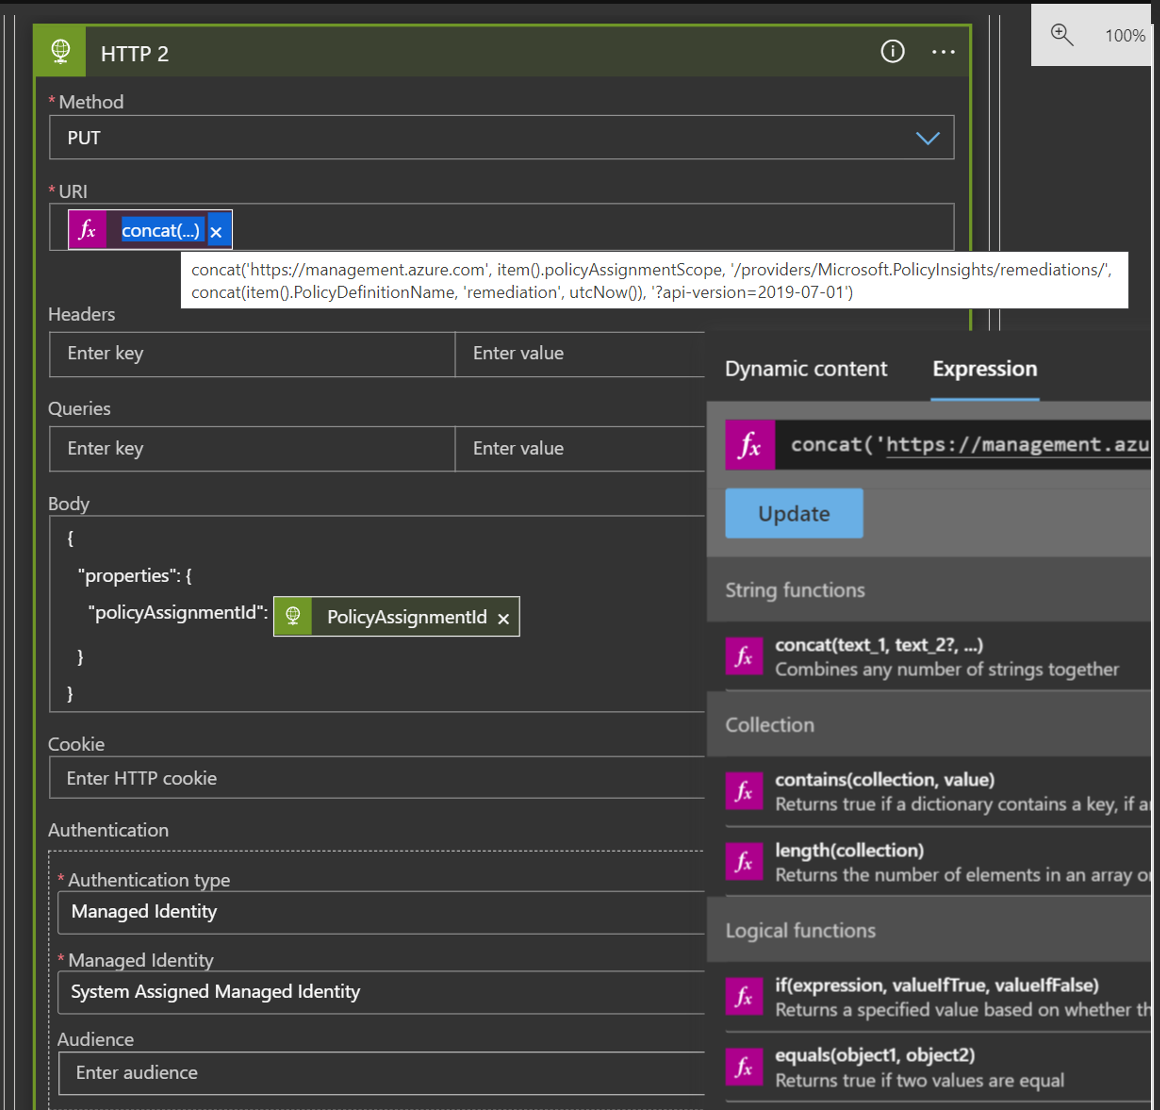 HTTP 2
100%
* Method
PUT
* URI
fx concat(...) ×
concat('https://management.azure.com', item().policyAssignmentScope, '/providers/Microsoft.PolicyInsights/remediations/',
concat(item().PolicyDefinitionName, 'remediation', utcNow()), '?api-version=2019-07-01')
Headers
Enter key Enter value
Queries
Enter key Enter value
Body
{
"properties": {
"policyAssignmentId": PolicyAssignmentId ×
}
}
Cookie
Enter HTTP cookie
Authentication
* Authentication type
Managed Identity
* Managed Identity
System Assigned Managed Identity
Audience
Enter audience
Dynamic content Expression
fx concat('https://management.azu
Update
String functions
fx concat(text_1, text_2?, ...)
Combines any number of strings together
Collection
fx contains(collection, value)
Returns true if a dictionary contains a key, if a
fx length(collection)
Returns the number of elements in an array o
Logical functions
fx if(expression, valueIfTrue, valueIfFalse)
Returns a specified value based on whether th
fx equals(object1, object2)
Returns true if two values are equal